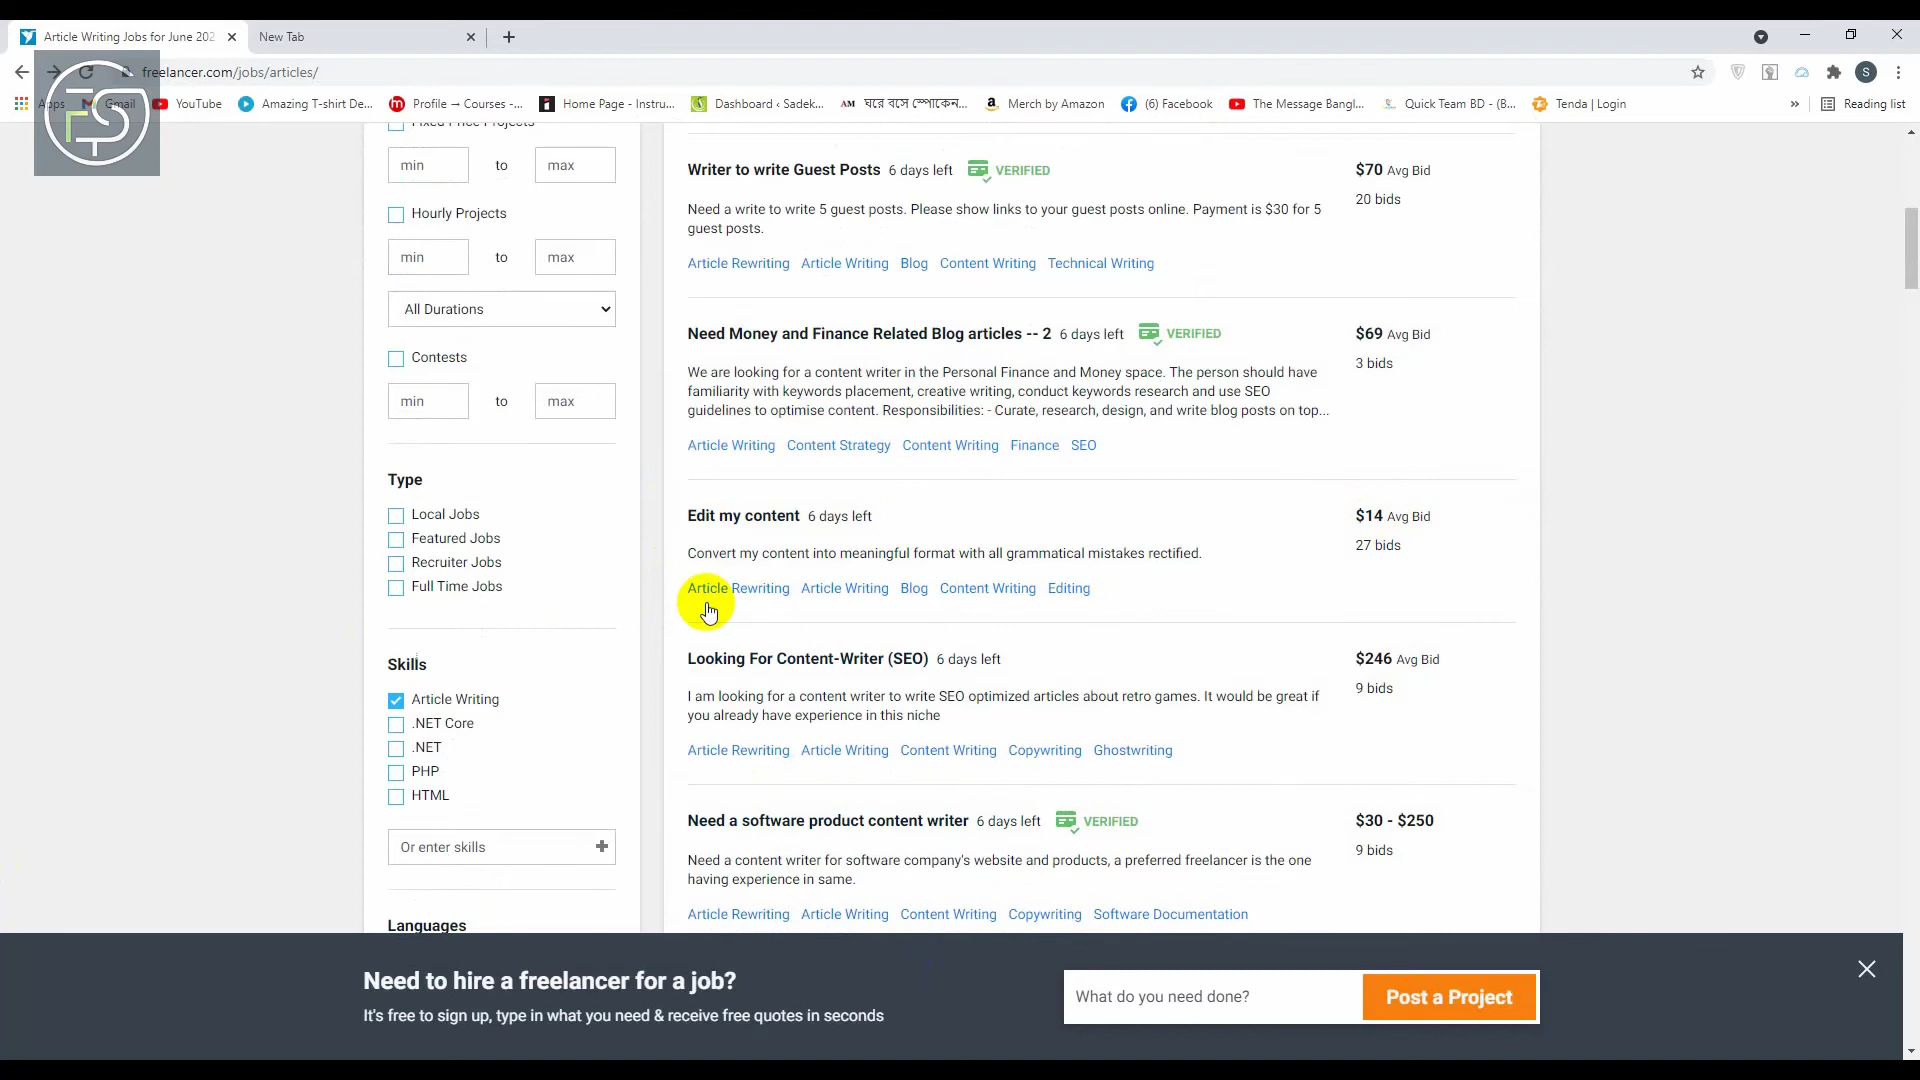 Article Writing Jobs for June 202
New Tab
freelancer.com/jobs/articles/
Apps
Gmail
YouTube
Amazing T-shirt De...
Profile → Courses -...
Home Page - Instru...
Dashboard ‹ Sadek...
AM ঘরে বসে স্পোকেন...
Merch by Amazon
(6) Facebook
The Message Bangl...
Quick Team BD - (B...
Tenda | Login
»
Reading list
S
Fixed Price Projects
min to max
Hourly Projects
min to max
All Durations
Contests
min to max
Type
Local Jobs
Featured Jobs
Recruiter Jobs
Full Time Jobs
Skills
Article Writing
.NET Core
.NET
PHP
HTML
Or enter skills
Languages
Writer to write Guest Posts 6 days left VERIFIED $70 Avg Bid
20 bids
Need a write to write 5 guest posts. Please show links to your guest posts online. Payment is $30 for 5
guest posts.
Article Rewriting Article Writing Blog Content Writing Technical Writing
Need Money and Finance Related Blog articles -- 2 6 days left VERIFIED $69 Avg Bid
3 bids
We are looking for a content writer in the Personal Finance and Money space. The person should have
familiarity with keywords placement, creative writing, conduct keywords research and use SEO
guidelines to optimise content. Responsibilities: - Curate, research, design, and write blog posts on top...
Article Writing Content Strategy Content Writing Finance SEO
Edit my content 6 days left $14 Avg Bid
27 bids
Convert my content into meaningful format with all grammatical mistakes rectified.
Article Rewriting Article Writing Blog Content Writing Editing
Looking For Content-Writer (SEO) 6 days left $246 Avg Bid
9 bids
I am looking for a content writer to write SEO optimized articles about retro games. It would be great if
you already have experience in this niche
Article Rewriting Article Writing Content Writing Copywriting Ghostwriting
Need a software product content writer 6 days left VERIFIED $30 - $250
9 bids
Need a content writer for software company's website and products, a preferred freelancer is the one
having experience in same.
Article Rewriting Article Writing Content Writing Copywriting Software Documentation
Need to hire a freelancer for a job?
It's free to sign up, type in what you need & receive free quotes in seconds
What do you need done?
Post a Project